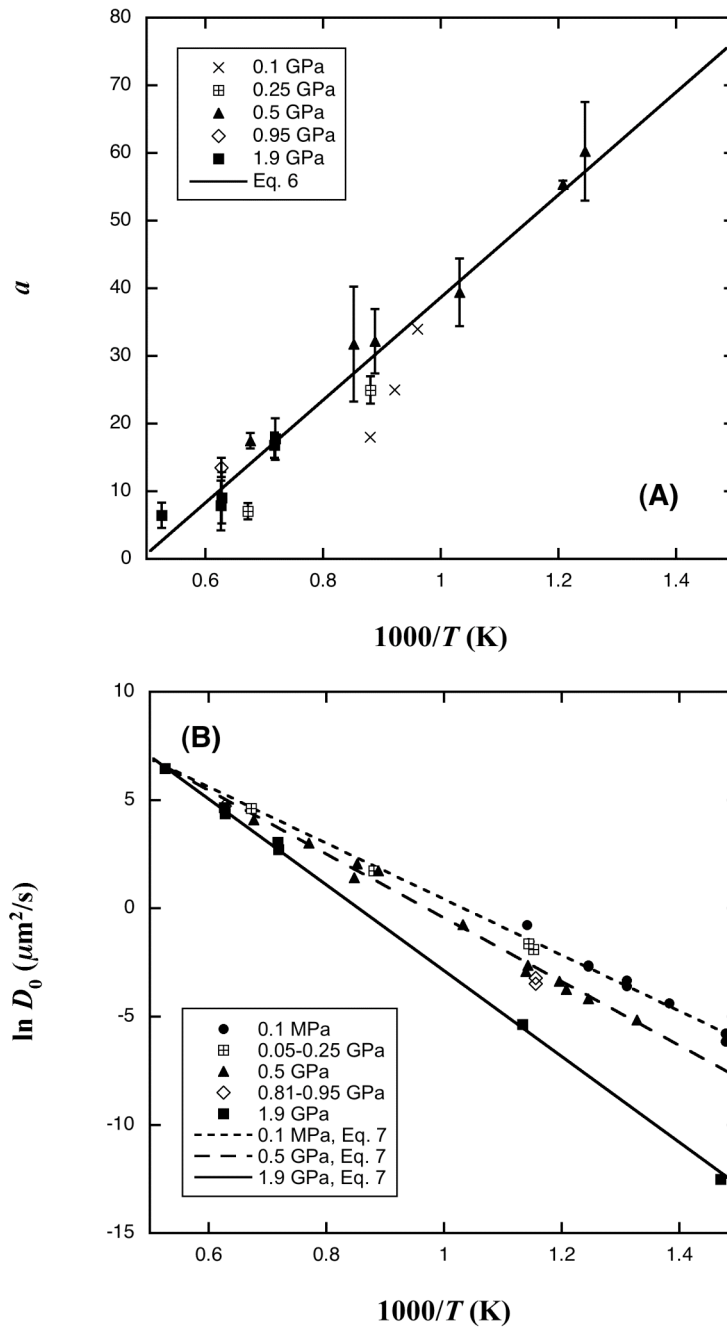 80
70
60
50
40
30
20
10
0
a
0.1 GPa
0.25 GPa
0.5 GPa
0.95 GPa
1.9 GPa
Eq. 6
(A)
0.6 0.8 1 1.2 1.4
1000/T (K)
10
5
0
-5
-10
-15
ln D₀ (μm²/s)
(B)
0.1 MPa
0.05-0.25 GPa
0.5 GPa
0.81-0.95 GPa
1.9 GPa
0.1 MPa, Eq. 7
0.5 GPa, Eq. 7
1.9 GPa, Eq. 7
0.6 0.8 1 1.2 1.4
1000/T (K)